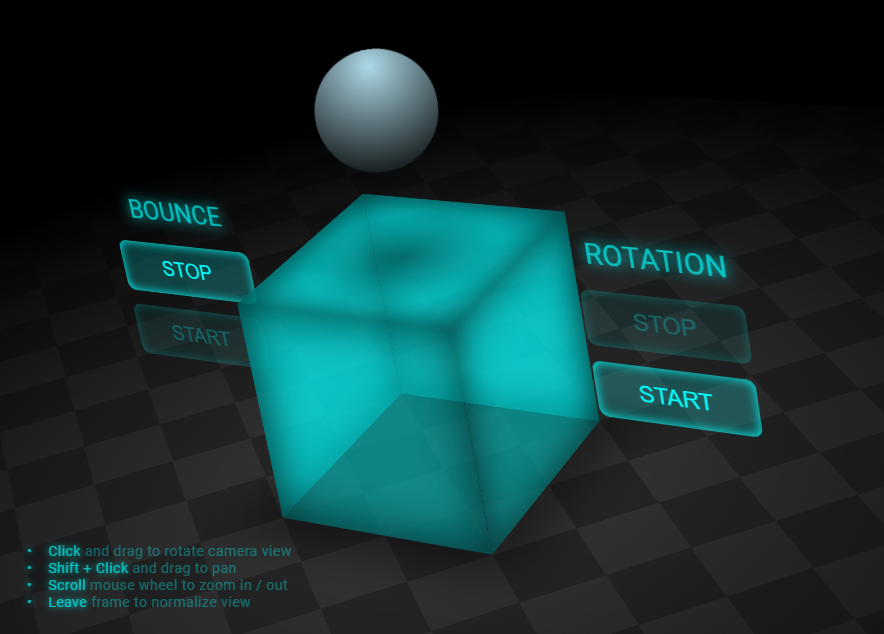 BOUNCE
STOP
START
ROTATION
STOP
START
• Click and drag to rotate camera view
• Shift + Click and drag to pan
• Scroll mouse wheel to zoom in / out
• Leave frame to normalize view